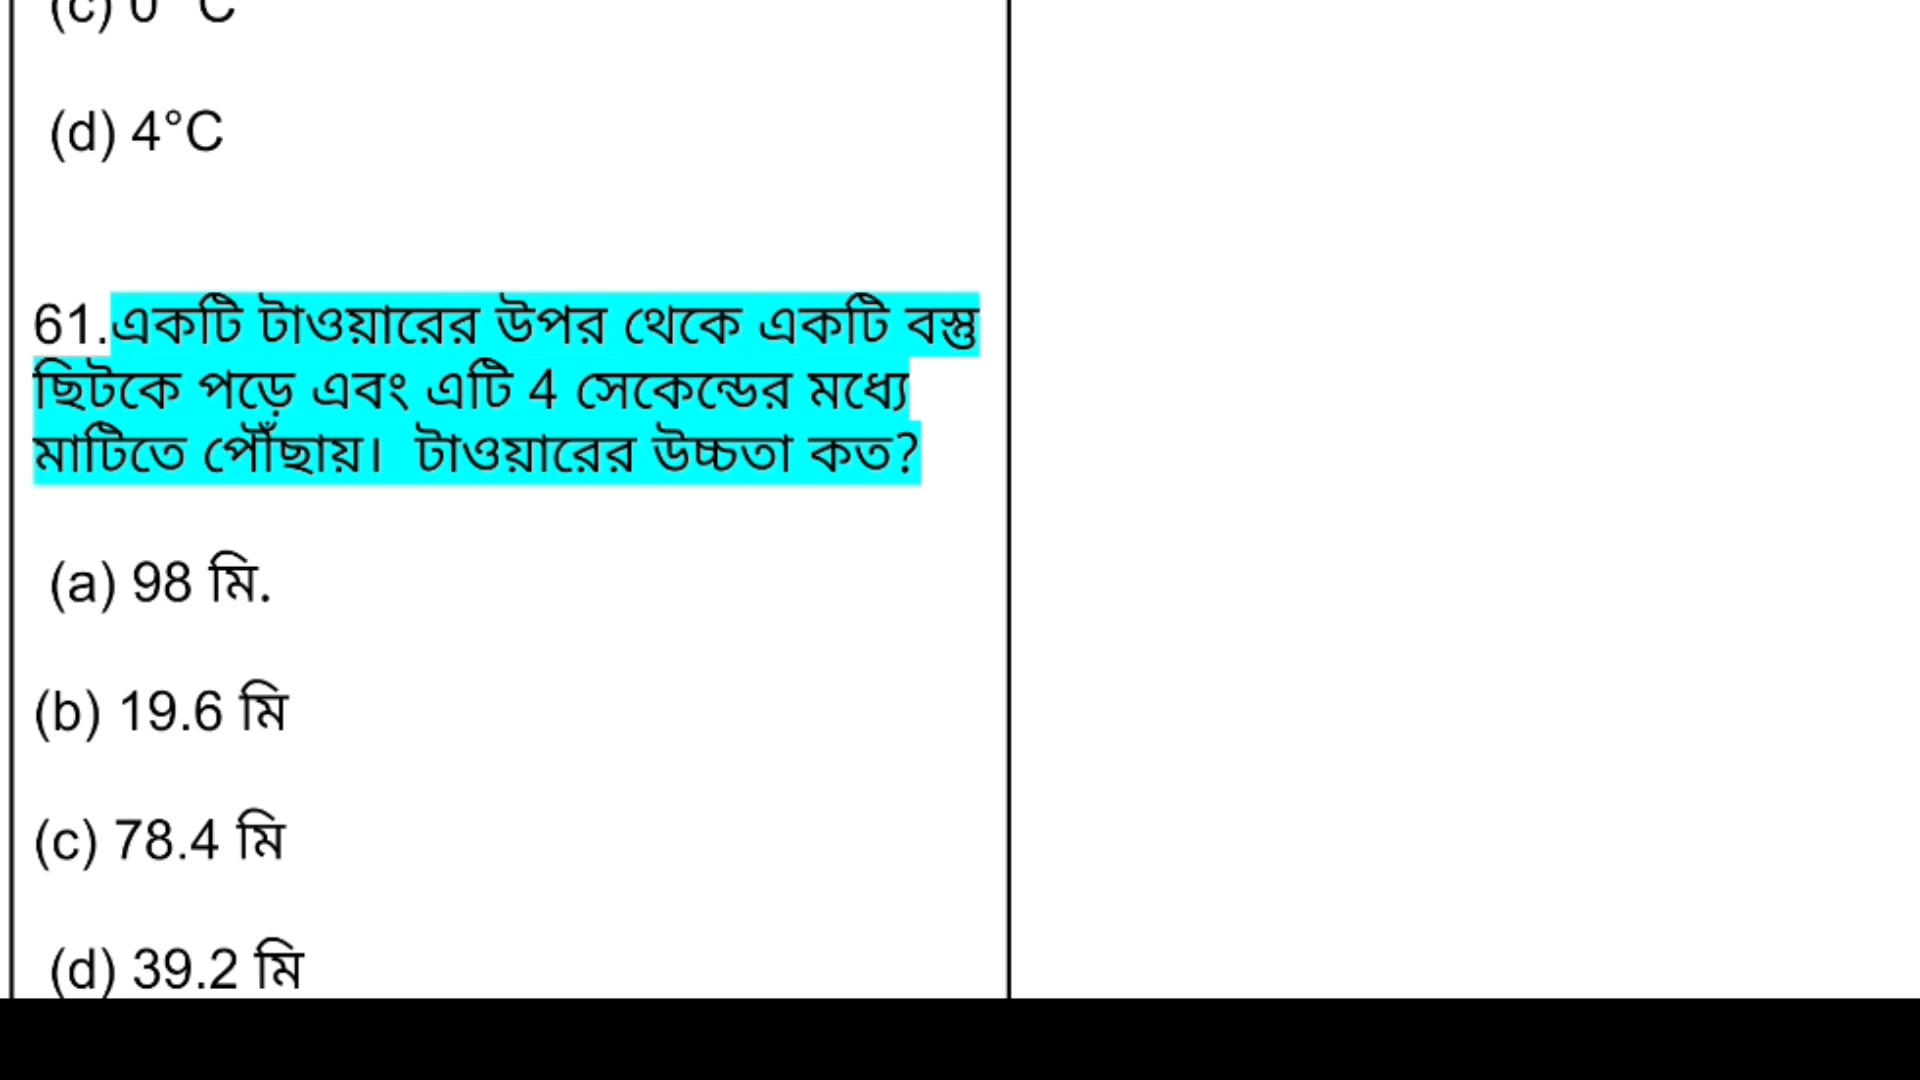 (c) 0° C
(d) 4°C
61.একটি টাওয়ারের উপর থেকে একটি বস্তু
ছিটকে পড়ে এবং এটি 4 সেকেন্ডের মধ্যে
মাটিতে পৌঁছায়। টাওয়ারের উচ্চতা কত?
(a) 98 মি.
(b) 19.6 মি
(c) 78.4 মি
(d) 39.2 মি